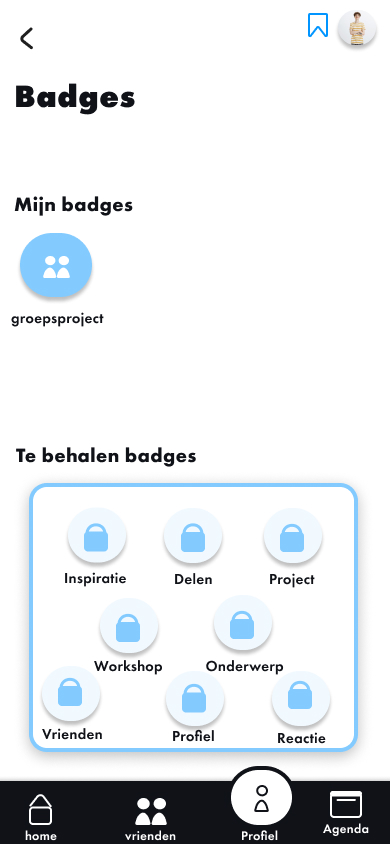 Badges
Mijn badges
groepsproject
Te behalen badges
Inspiratie Delen Project
Workshop Onderwerp
Vrienden Profiel Reactie
home vrienden Profiel Agenda